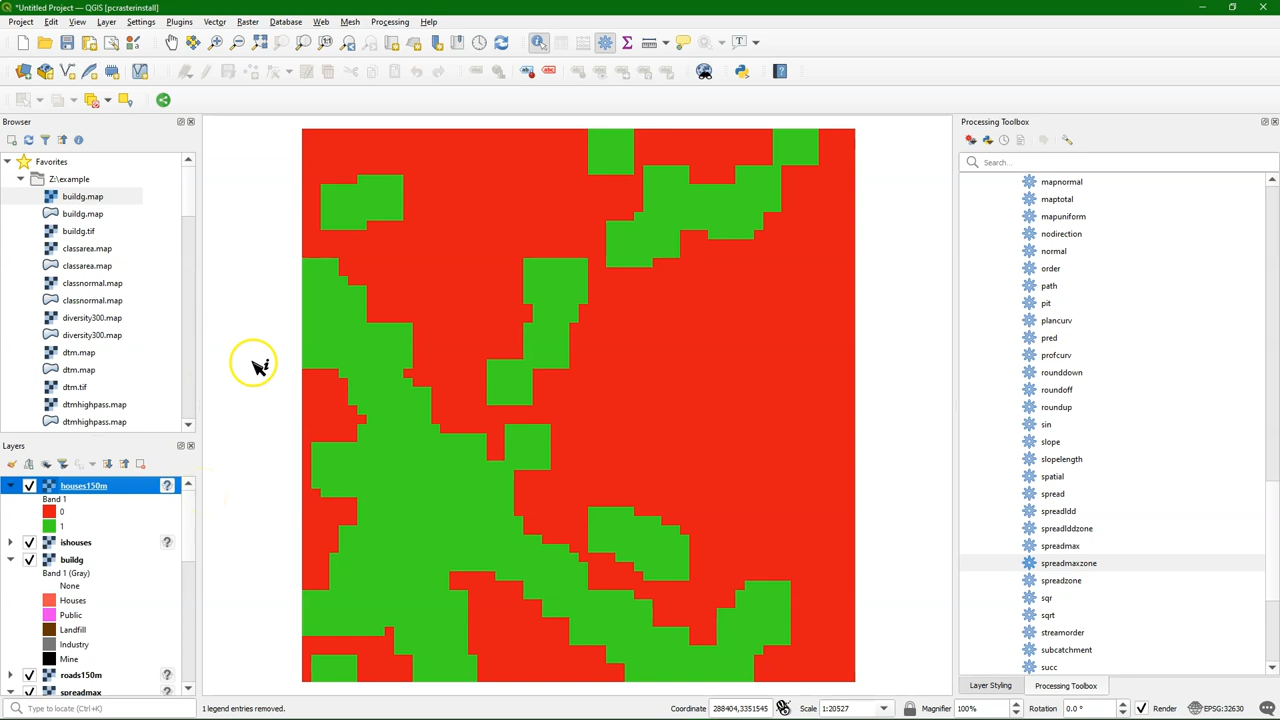 *Untitled Project — QGIS [pcrasterinstall]
Project Edit View Layer Settings Plugins Vector Raster Database Web Mesh Processing Help
Browser
Favorites
Z:\example
buildg.map
buildg.map
buildg.tif
classarea.map
classarea.map
classnormal.map
classnormal.map
diversity300.map
diversity300.map
dtm.map
dtm.map
dtm.tif
dtmhighpass.map
dtmhighpass.map
Layers
houses150m
Band 1
0
1
ishouses
buildg
Band 1 (Gray)
None
Houses
Public
Landfill
Industry
Mine
roads150m
spreadmax
Processing Toolbox
Search...
mapnormal
maptotal
mapuniform
nodirection
normal
order
path
pit
plancurv
pred
profcurv
rounddown
roundoff
roundup
sin
slope
slopelength
spatial
spread
spreadldd
spreadlddzone
spreadmax
spreadmaxzone
spreadzone
sqr
sqrt
streamorder
subcatchment
succ
Layer Styling Processing Toolbox
Type to locate (Ctrl+K) 1 legend entries removed. Coordinate 288404,3351545 Scale 1:20527 Magnifier 100% Rotation 0.0 ° Render EPSG:32630